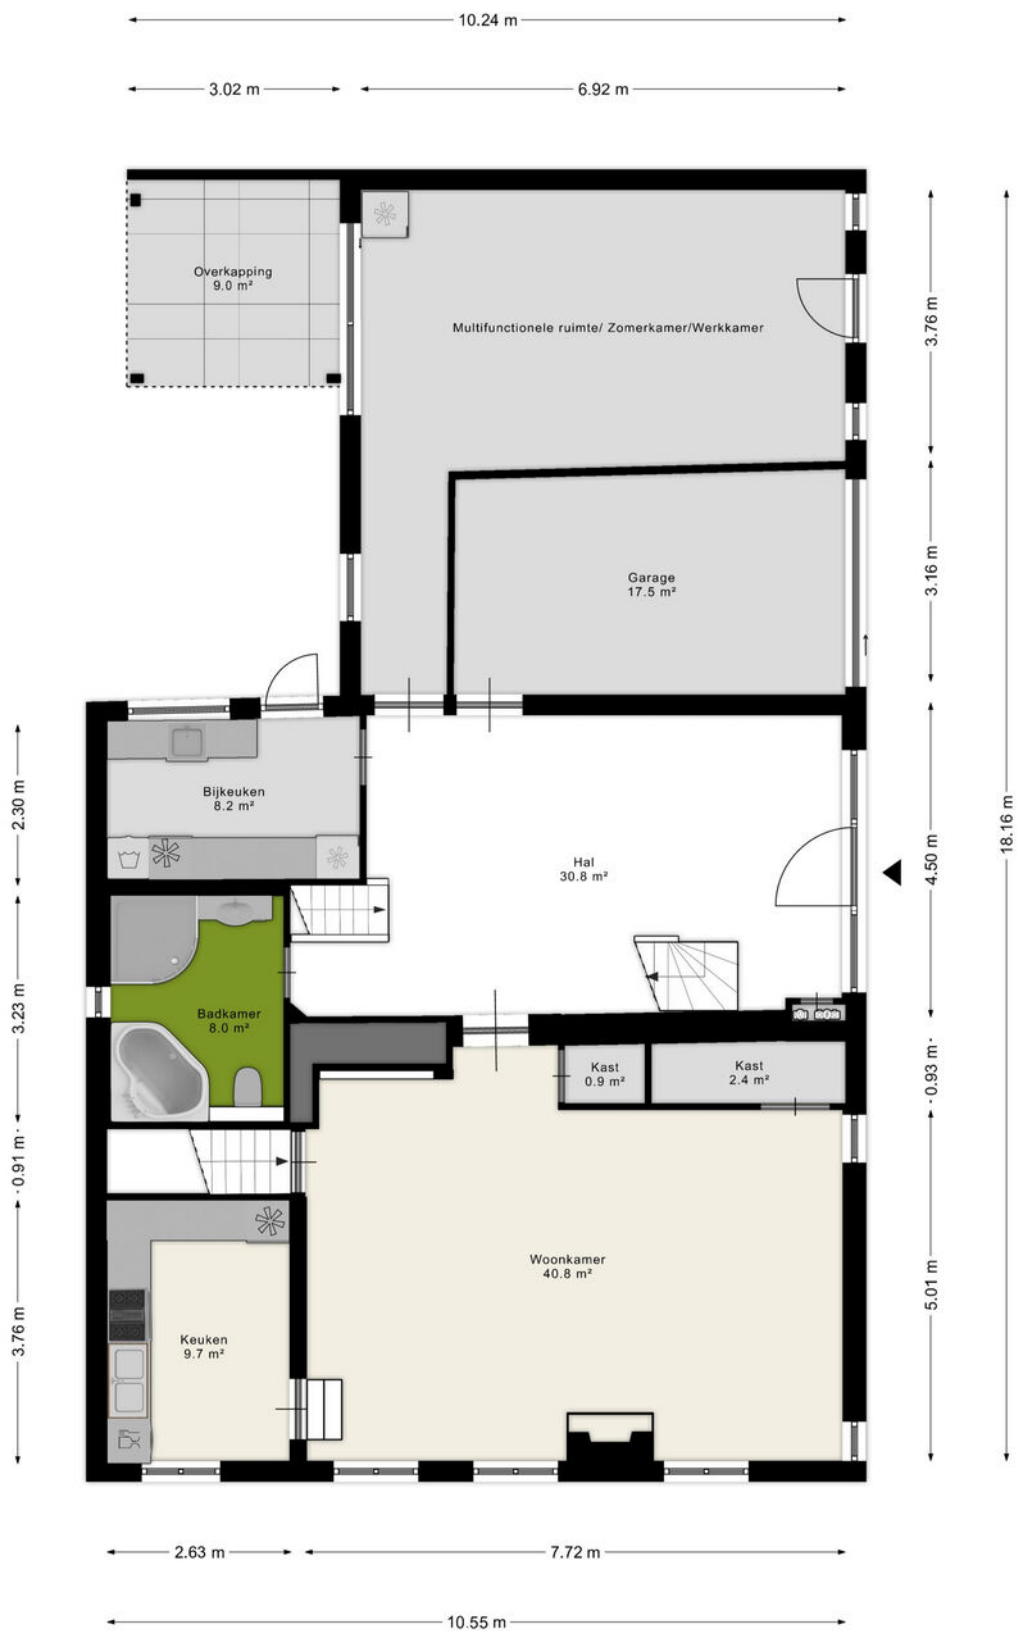 10.24 m
3.02 m
6.92 m
Overkapping
9.0 m²
Multifunctionele ruimte/ Zomerkamer/Werkkamer
3.76 m
Garage
17.5 m²
3.16 m
18.16 m
Bijkeuken
8.2 m²
2.30 m
Hal
30.8 m²
4.50 m
Badkamer
8.0 m²
3.23 m
Kast
0.9 m²
Kast
2.4 m²
0.93 m
0.91 m
Woonkamer
40.8 m²
5.01 m
Keuken
9.7 m²
3.76 m
2.63 m
7.72 m
10.55 m